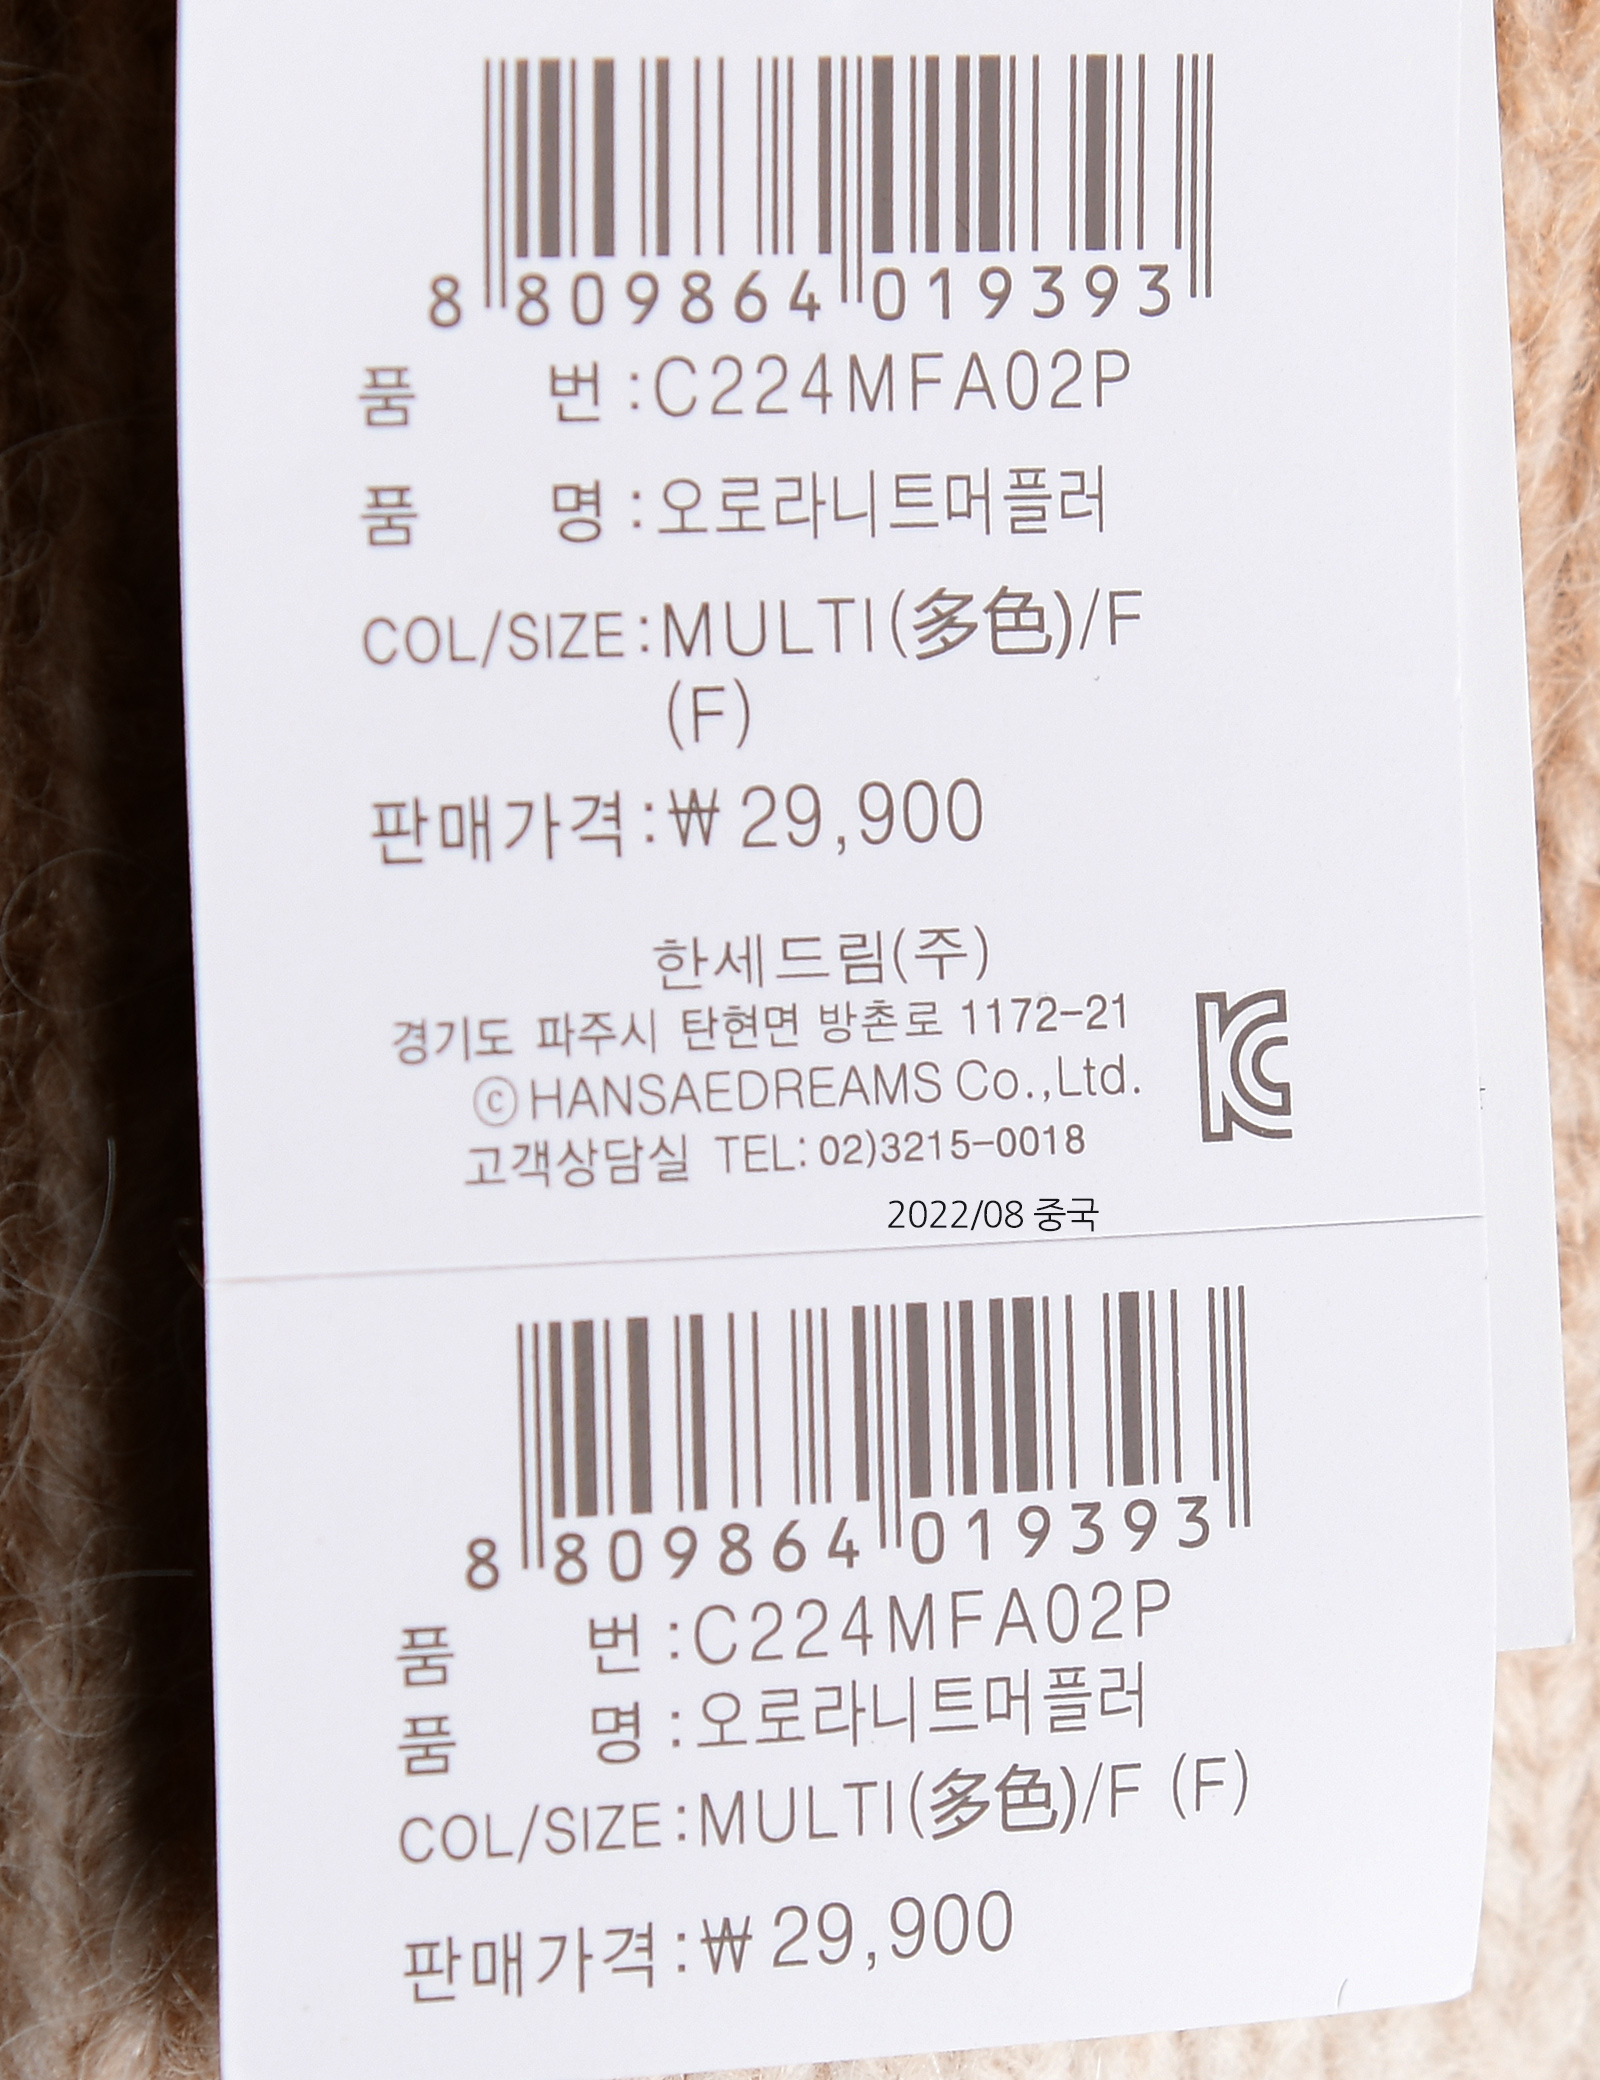 8 809864 019393
품 번 : C224MFA02P
품 명 : 오로라니트머플러
COL/SIZE : MULTI(多色)/F
(F)
판매가격 : ₩ 29,900
한세드림(주)
경기도 파주시 탄현면 방촌로 1172-21
ⓒHANSAEDREAMS Co.,Ltd.
고객상담실 TEL: 02)3215-0018
2022/08 중국
8 809864 019393
품 번 : C224MFA02P
품 명 : 오로라니트머플러
COL/SIZE : MULTI(多色)/F (F)
판매가격 : ₩ 29,900